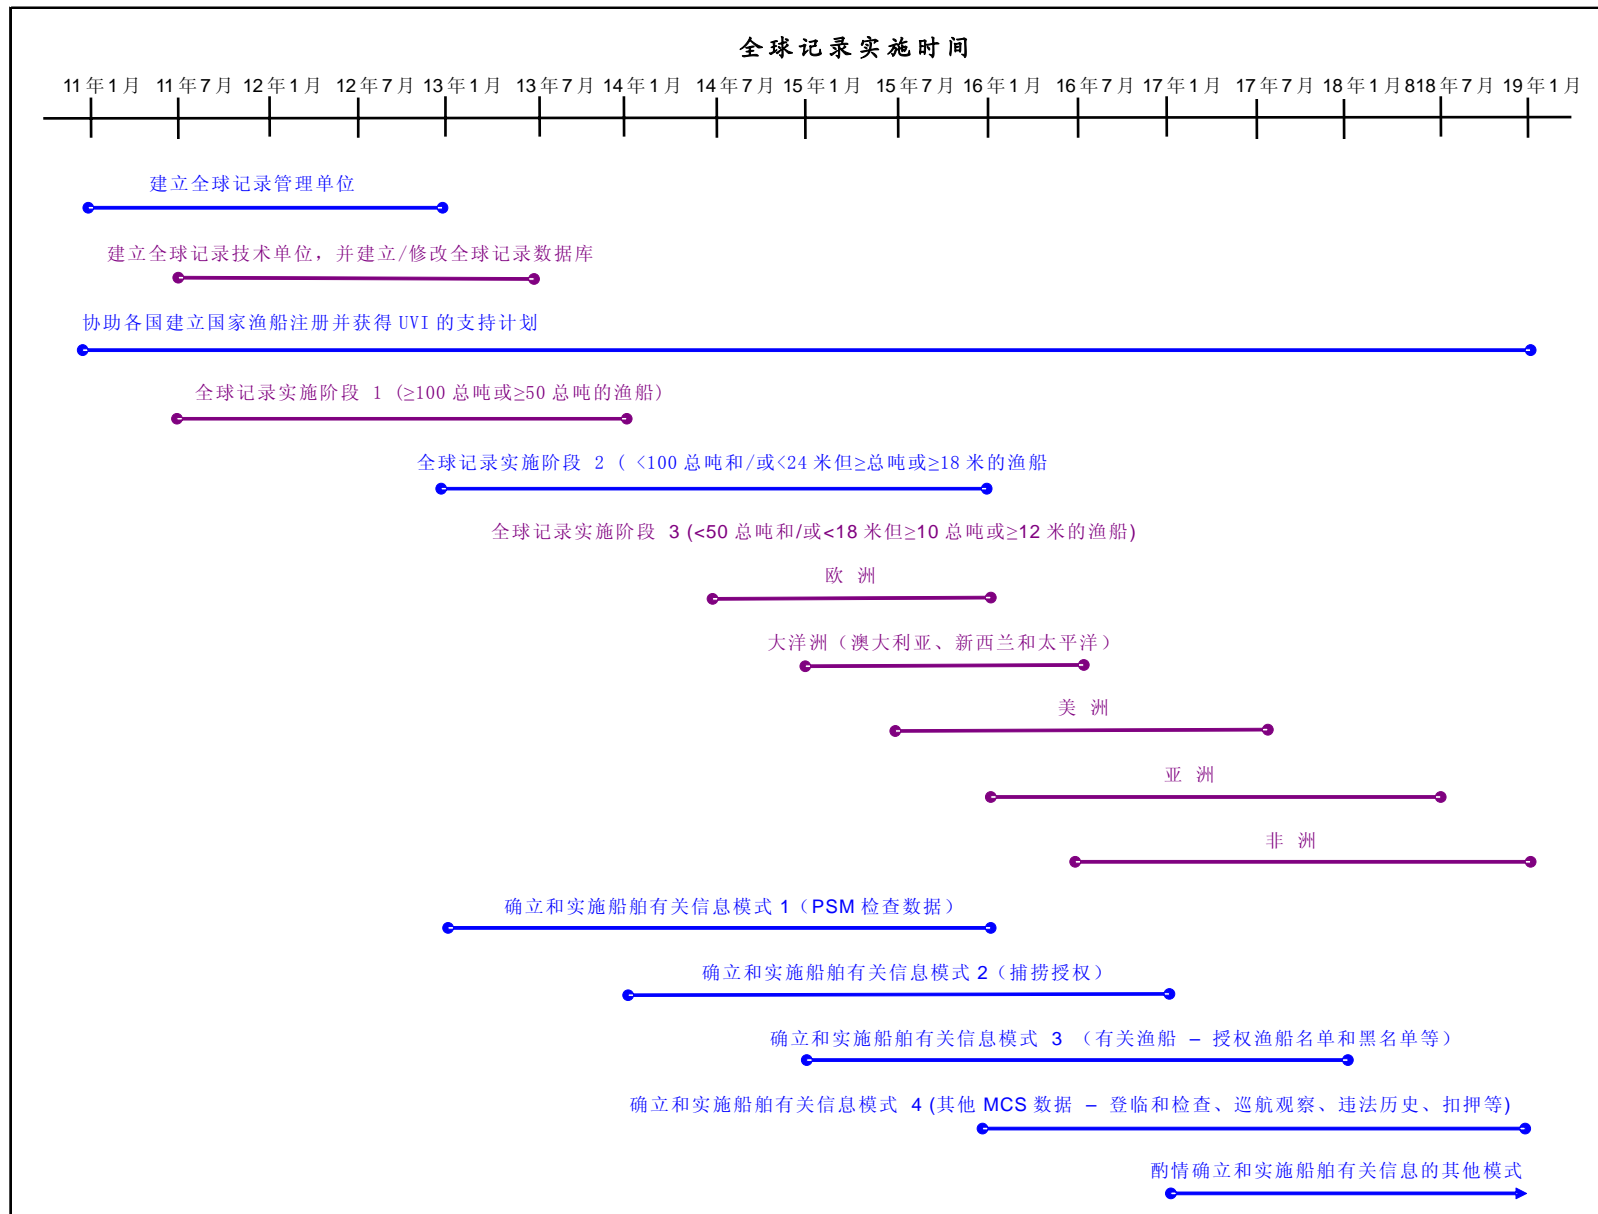 全球记录实施时间
11年1月 11年7月 12年1月 12年7月 13年1月 13年7月 14年1月 14年7月 15年1月 15年7月 16年1月 16年7月 17年1月 17年7月 18年1月 818年7月 19年1月
建立全球记录管理单位
建立全球记录技术单位，并建立/修改全球记录数据库
协助各国建立国家渔船注册并获得 UVI 的支持计划
全球记录实施阶段 1 (≥100 总吨或≥50 总吨的渔船)
全球记录实施阶段 2 ( <100 总吨和/或<24 米但≥总吨或≥18 米的渔船
全球记录实施阶段 3 (<50 总吨和/或<18 米但≥10 总吨或≥12 米的渔船)
欧 洲
大洋洲（澳大利亚、新西兰和太平洋）
美 洲
亚 洲
非 洲
确立和实施船舶有关信息模式 1（PSM 检查数据）
确立和实施船舶有关信息模式 2（捕捞授权）
确立和实施船舶有关信息模式 3 （有关渔船 – 授权渔船名单和黑名单等）
确立和实施船舶有关信息模式 4 (其他 MCS 数据 – 登临和检查、巡航观察、违法历史、扣押等)
酌情确立和实施船舶有关信息的其他模式